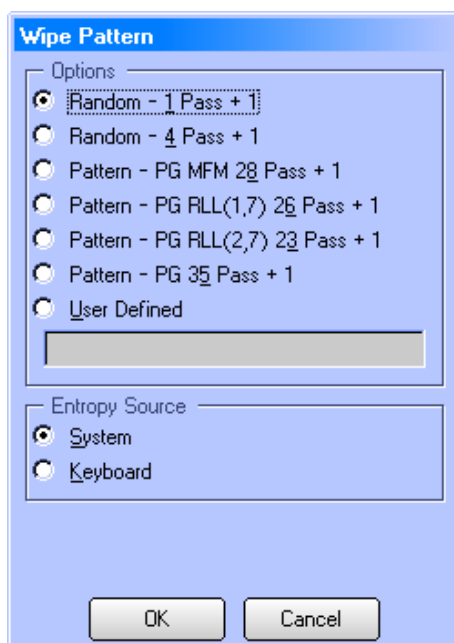 Wipe Pattern
Options
Random - 1 Pass + 1
Random - 4 Pass + 1
Pattern - PG MFM 28 Pass + 1
Pattern - PG RLL(1,7) 26 Pass + 1
Pattern - PG RLL(2,7) 23 Pass + 1
Pattern - PG 35 Pass + 1
User Defined
Entropy Source
System
Keyboard
OK Cancel